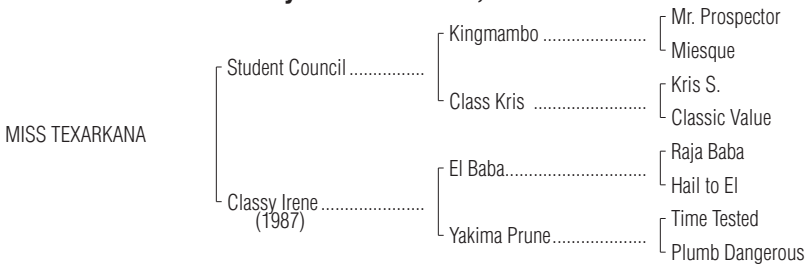 Mr. Prospector
Kingmambo ......................
Miesque
Student Council ................
Kris S.
Class Kris ........................
Classic Value
MISS TEXARKANA
Raja Baba
El Baba..............................
Hail to El
Classy Irene ......................
(1987)
Time Tested
Yakima Prune....................
Plumb Dangerous